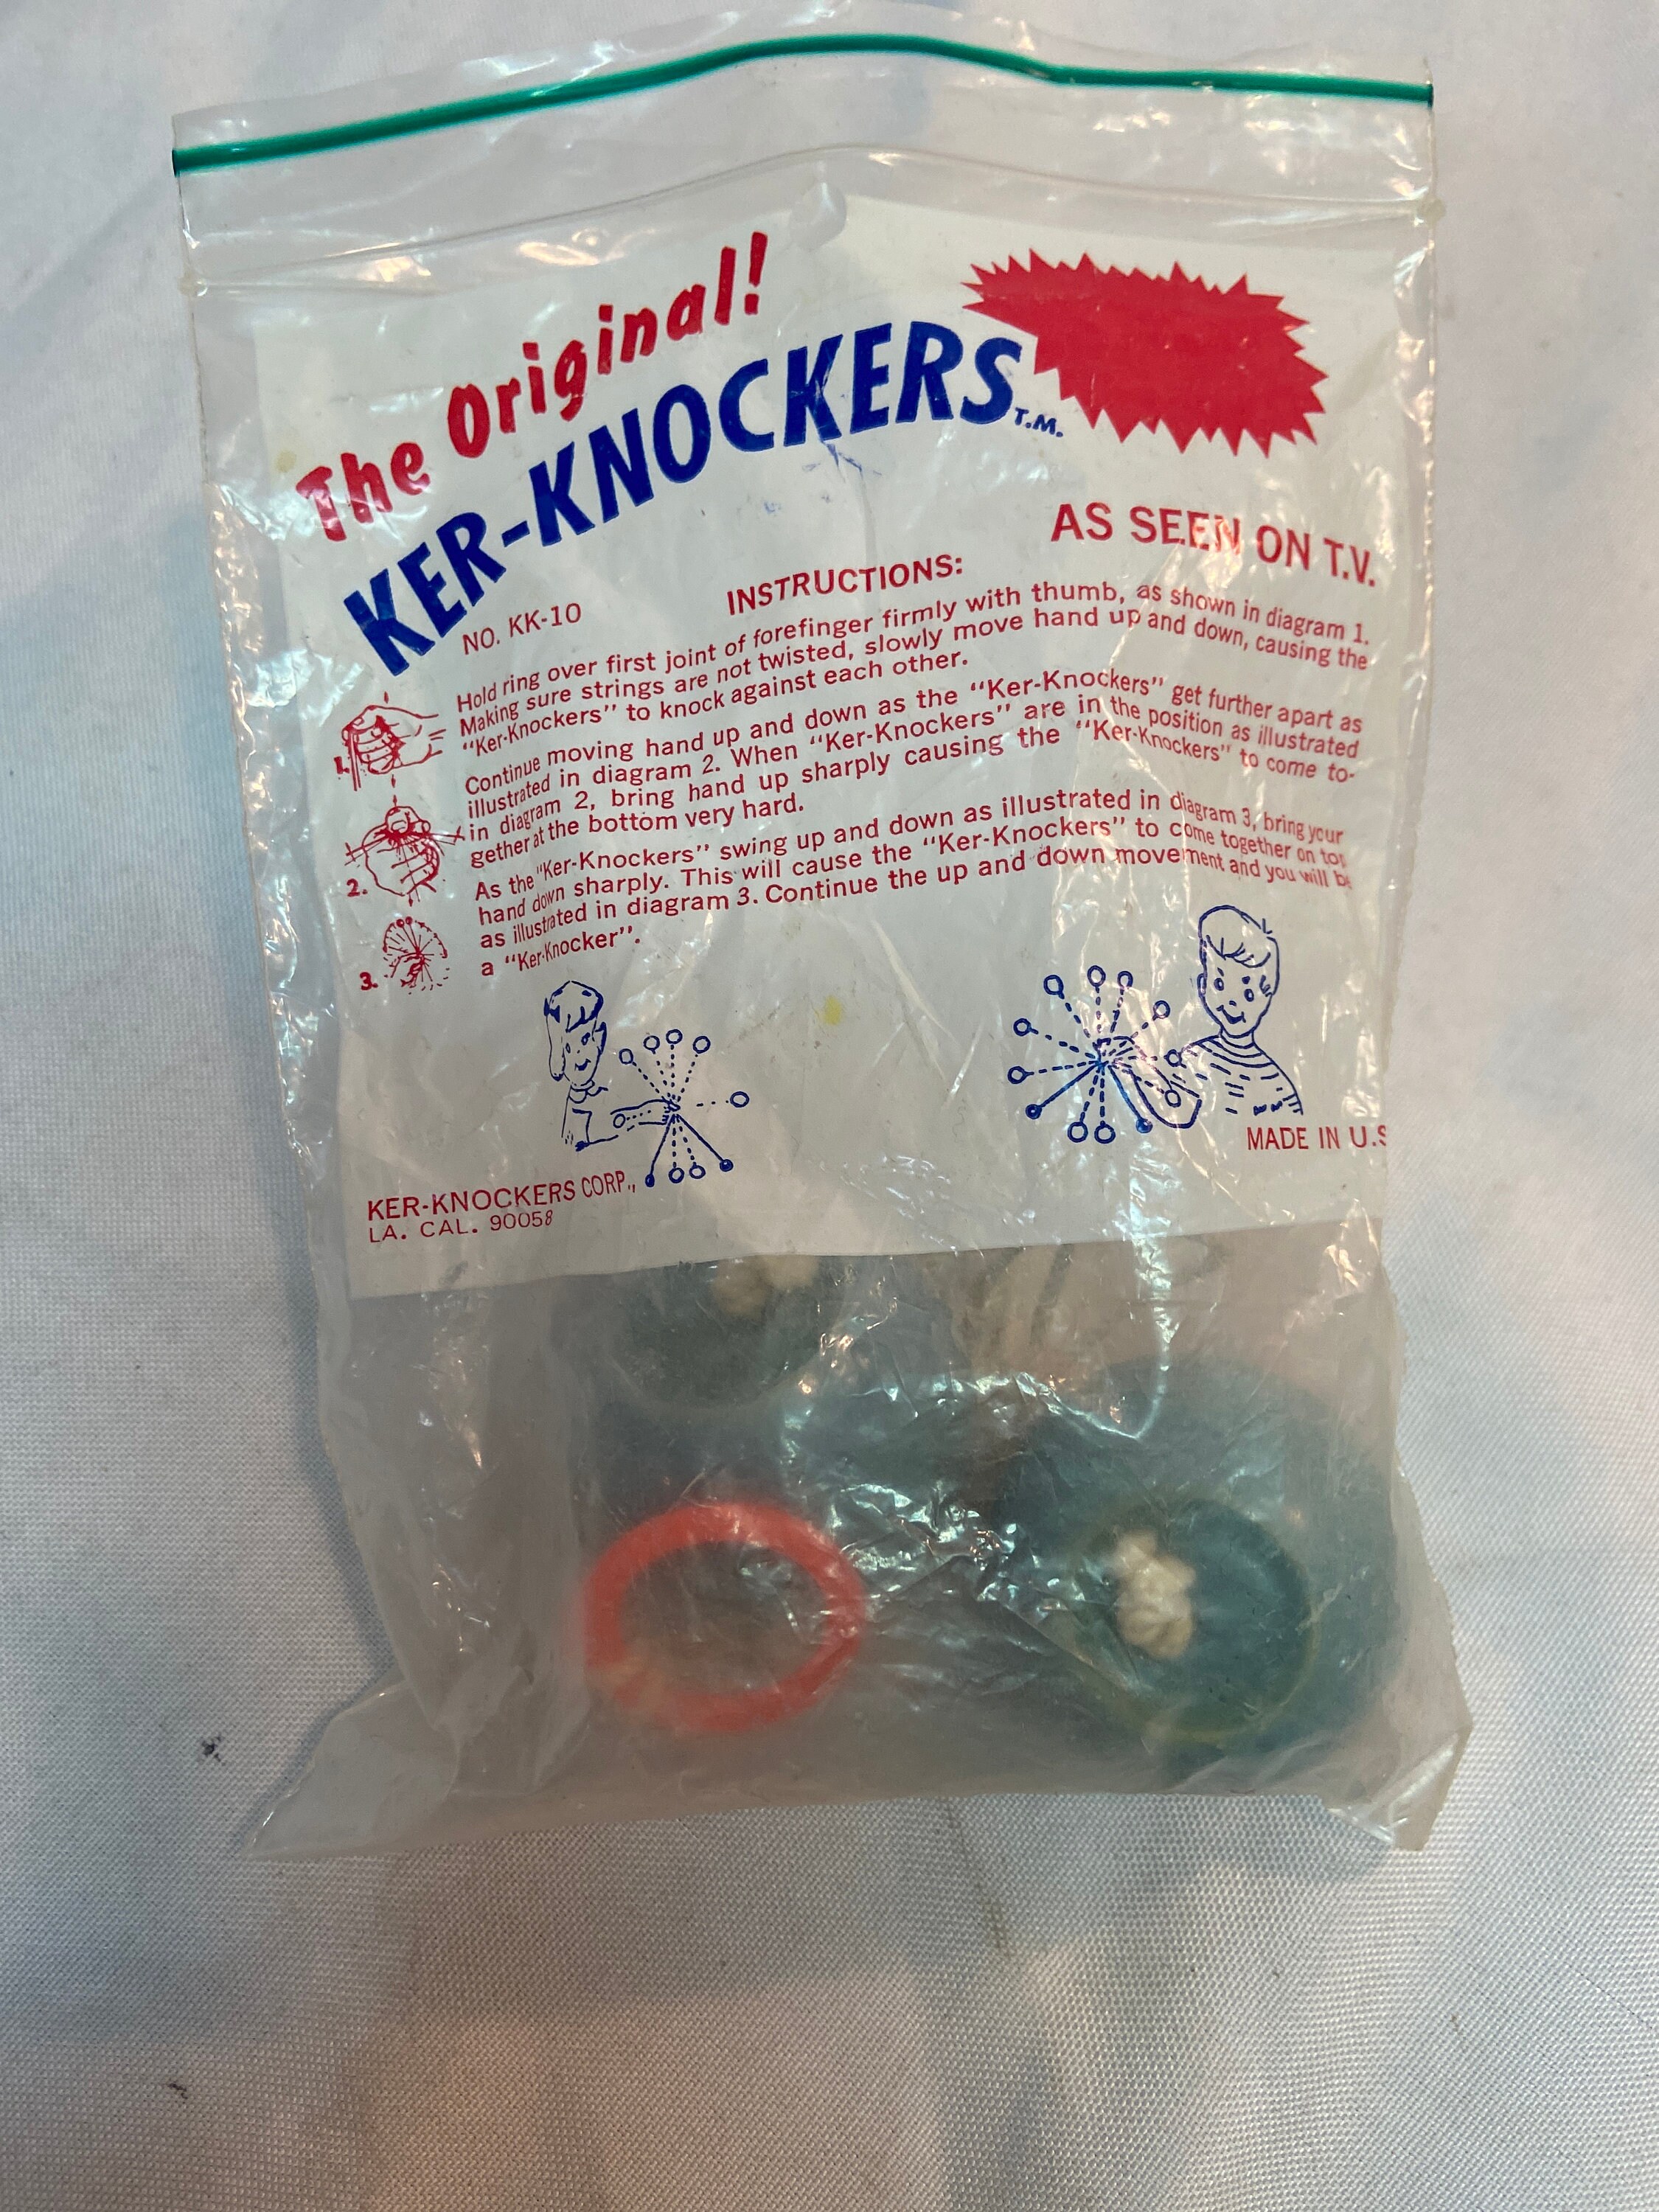 The Original!
KER-KNOCKERS T.M.
AS SEEN ON T.V.
NO. KK-10
INSTRUCTIONS:
Hold ring over first joint of forefinger firmly with thumb, as shown in diagram 1.
Making sure strings are not twisted, slowly move hand up and down, causing the
"Ker-Knockers" to knock against each other.
Continue moving hand up and down as the "Ker-Knockers" get further apart as
illustrated in diagram 2. When "Ker-Knockers" are in the position as illustrated
in diagram 2, bring hand up sharply causing the "Ker-Knockers" to come to-
gether at the bottom very hard.
As the "Ker-Knockers" swing up and down as illustrated in diagram 3, bring your
hand down sharply. This will cause the "Ker-Knockers" to come together on top
as illustrated in diagram 3. Continue the up and down movement and you will be
a "Ker-Knocker".
1.
2.
3.
MADE IN U.S
KER-KNOCKERS CORP.,
LA. CAL. 90058